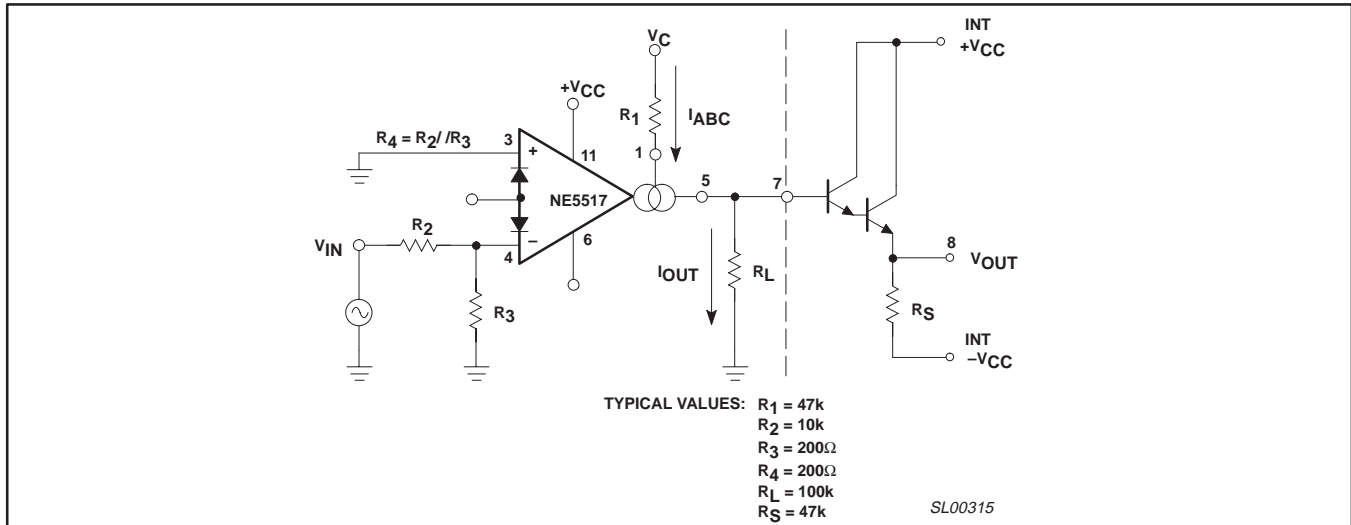 INT
+VCC
VC
+VCC
R1
IABC
R4 = R2/ /R3
3
+
11
1
NE5517
5
7
VIN
R2
4
−
6
8
VOUT
IOUT
RL
R3
RS
INT
−VCC
TYPICAL VALUES: R1 = 47k
R2 = 10k
R3 = 200Ω
R4 = 200Ω
RL = 100k
RS = 47k
SL00315